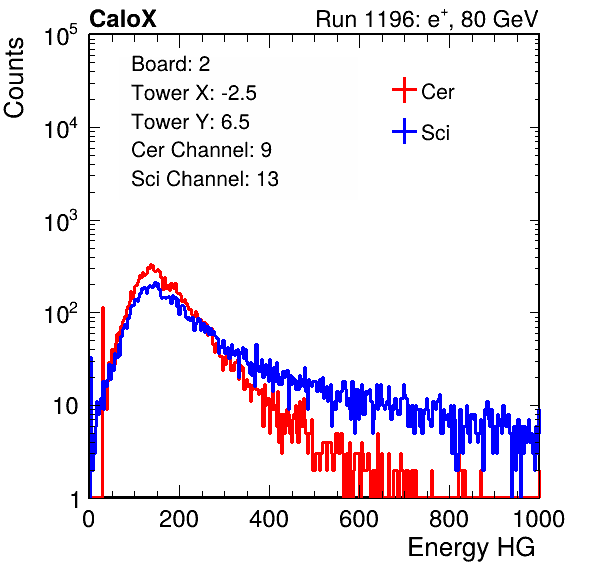 CaloX Run 1196: e⁺, 80 GeV
Counts
Board: 2
Tower X: -2.5
Tower Y: 6.5
Cer Channel: 9
Sci Channel: 13
Cer
Sci
10⁵
10⁴
10³
10²
10
1
0 200 400 600 800 1000
Energy HG